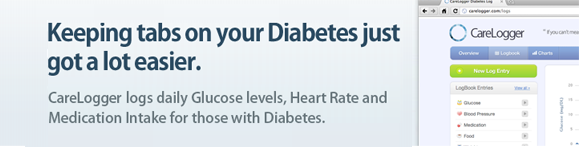 Keeping tabs on your Diabetes just
got a lot easier.
CareLogger logs daily Glucose levels, Heart Rate and
Medication Intake for those with Diabetes.
CareLogger Diabetes Log
carelogger.com/logs
CareLogger
"If you can't mea
Overview Logbook Charts
New Log Entry
LogBook Entries View all >
Glucose
Blood Pressure
Medication
Food